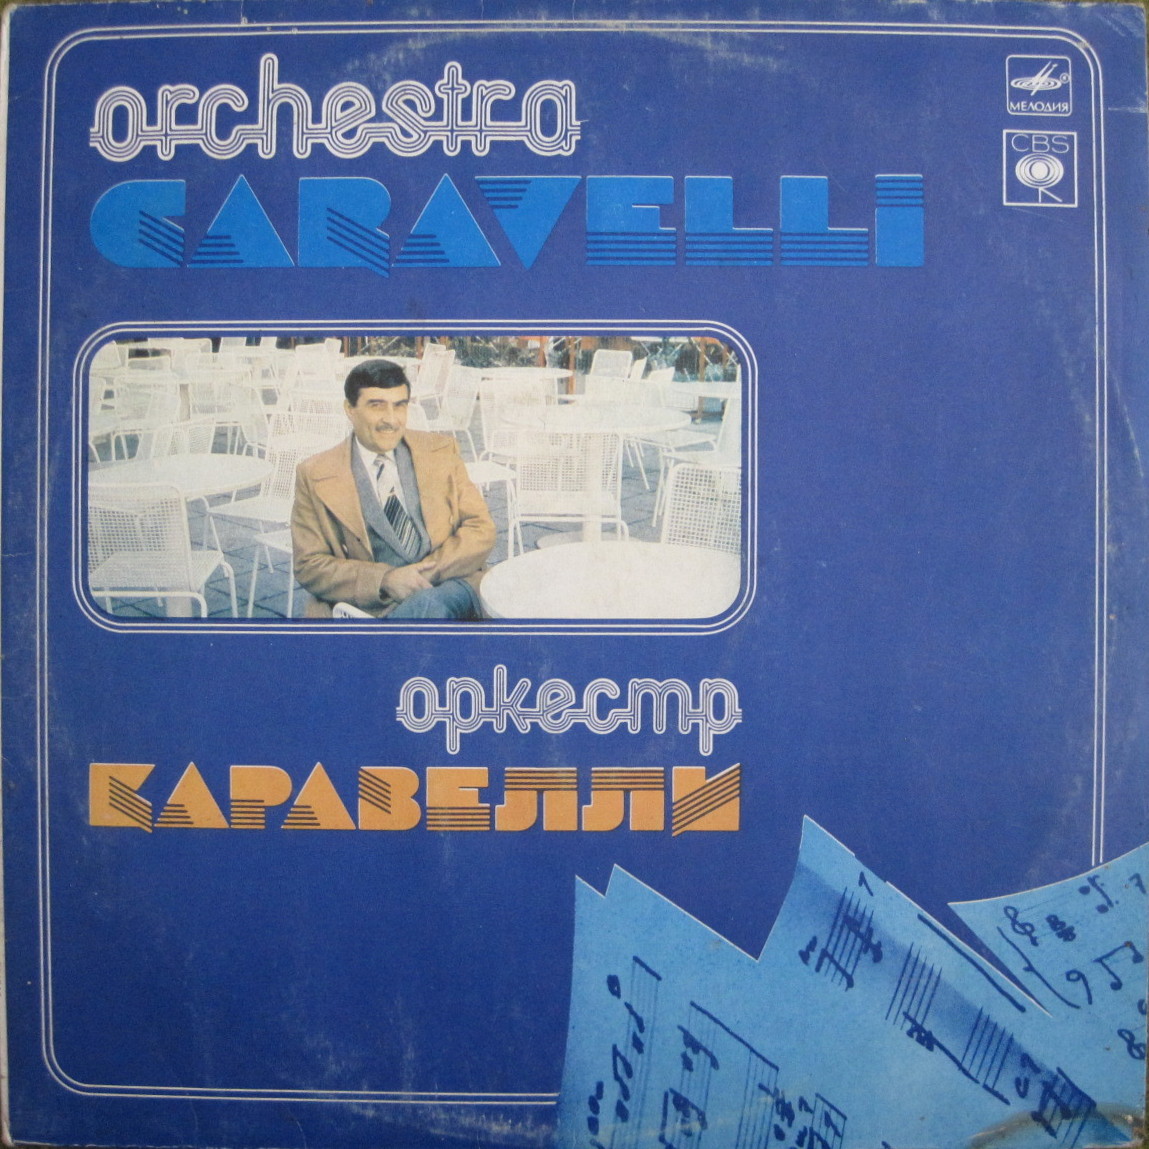 orchestra
CARAVELLI
МЕЛОДИЯ
CBS
оркестр
КАРАВЕЛЛИ